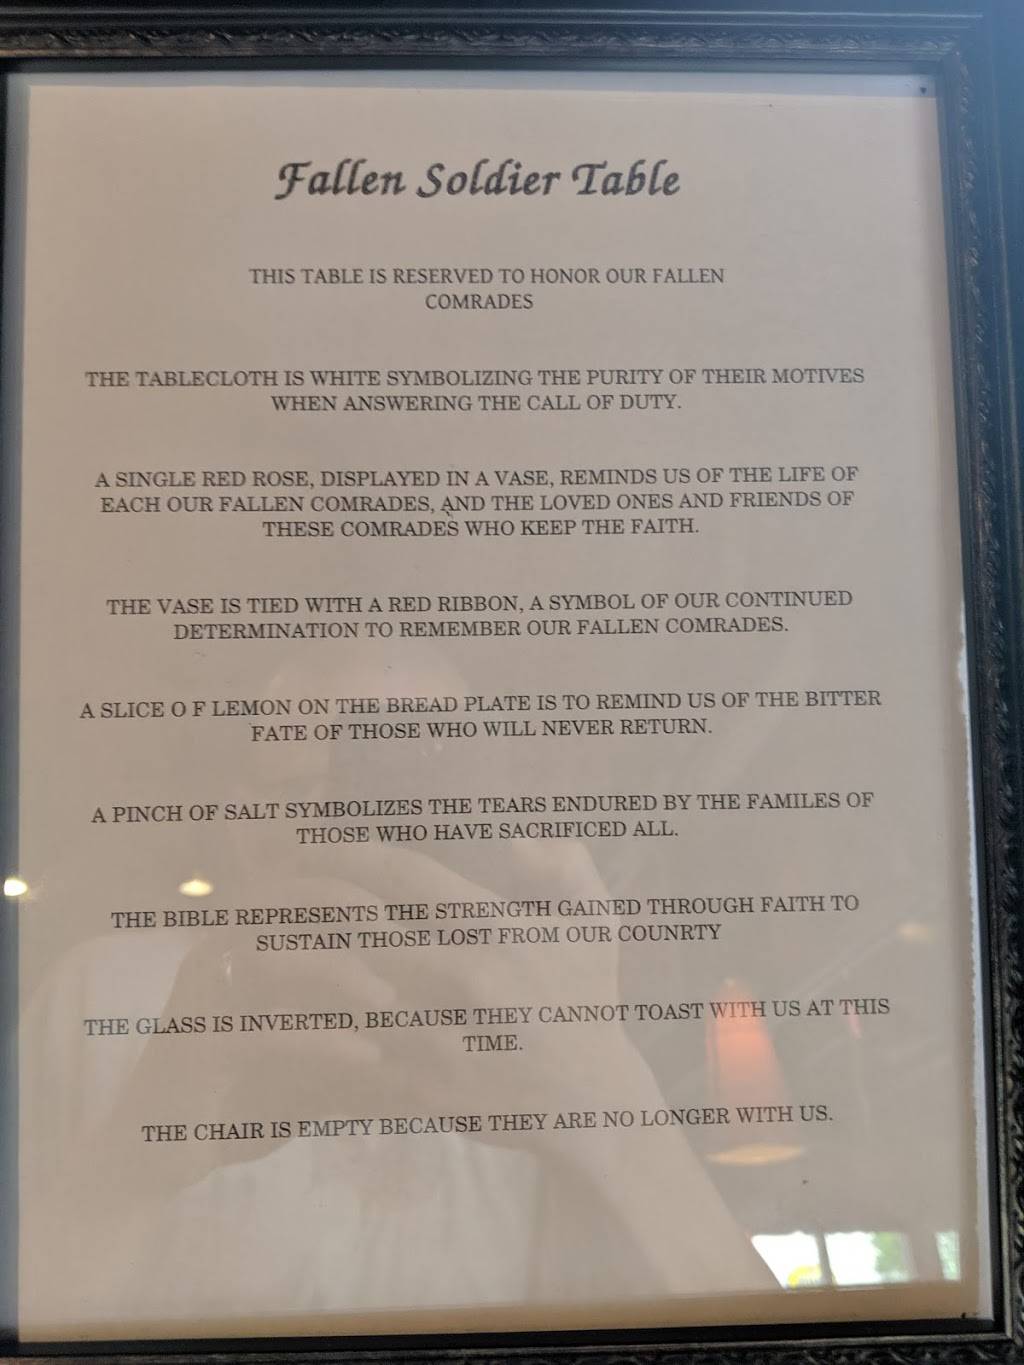 Fallen Soldier Table
THIS TABLE IS RESERVED TO HONOR OUR FALLEN
COMRADES
THE TABLECLOTH IS WHITE SYMBOLIZING THE PURITY OF THEIR MOTIVES
WHEN ANSWERING THE CALL OF DUTY.
A SINGLE RED ROSE, DISPLAYED IN A VASE, REMINDS US OF THE LIFE OF
EACH OUR FALLEN COMRADES, AND THE LOVED ONES AND FRIENDS OF
THESE COMRADES WHO KEEP THE FAITH.
THE VASE IS TIED WITH A RED RIBBON, A SYMBOL OF OUR CONTINUED
DETERMINATION TO REMEMBER OUR FALLEN COMRADES.
A SLICE O F LEMON ON THE BREAD PLATE IS TO REMIND US OF THE BITTER
FATE OF THOSE WHO WILL NEVER RETURN.
A PINCH OF SALT SYMBOLIZES THE TEARS ENDURED BY THE FAMILES OF
THOSE WHO HAVE SACRIFICED ALL.
THE BIBLE REPRESENTS THE STRENGTH GAINED THROUGH FAITH TO
SUSTAIN THOSE LOST FROM OUR COUNRTY
THE GLASS IS INVERTED, BECAUSE THEY CANNOT TOAST WITH US AT THIS
TIME.
THE CHAIR IS EMPTY BECAUSE THEY ARE NO LONGER WITH US.